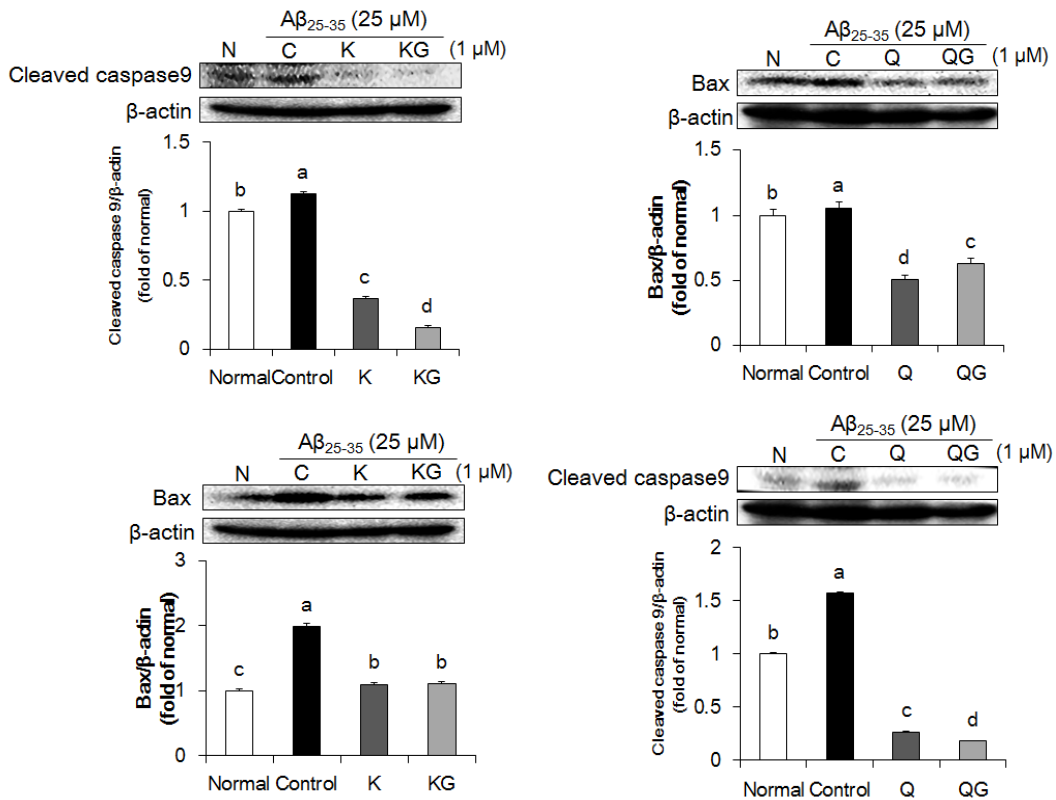 Aβ25-35 (25 μM)
N C K KG (1 μM)
Cleaved caspase9
β-actin
Cleaved caspase 9/β-adin
(fold of normal)
1.5
1
0.5
0
b a c d
Normal Control K KG
Aβ25-35 (25 μM)
N C Q QG (1 μM)
Bax
β-actin
Bax/β-actin
(fold of normal)
1.5
1
0.5
0
b a d c
Normal Control Q QG
Aβ25-35 (25 μM)
N C K KG (1 μM)
Bax
β-actin
Bax/β-adin
(fold of normal)
3
2
1
0
c a b b
Normal Control K KG
Aβ25-35 (25 μM)
N C Q QG (1 μM)
Cleaved caspase9
β-actin
Cleaved caspase 9/β-actin
(fold of normal)
2
1.5
1
0.5
0
b a c d
Normal Control Q QG